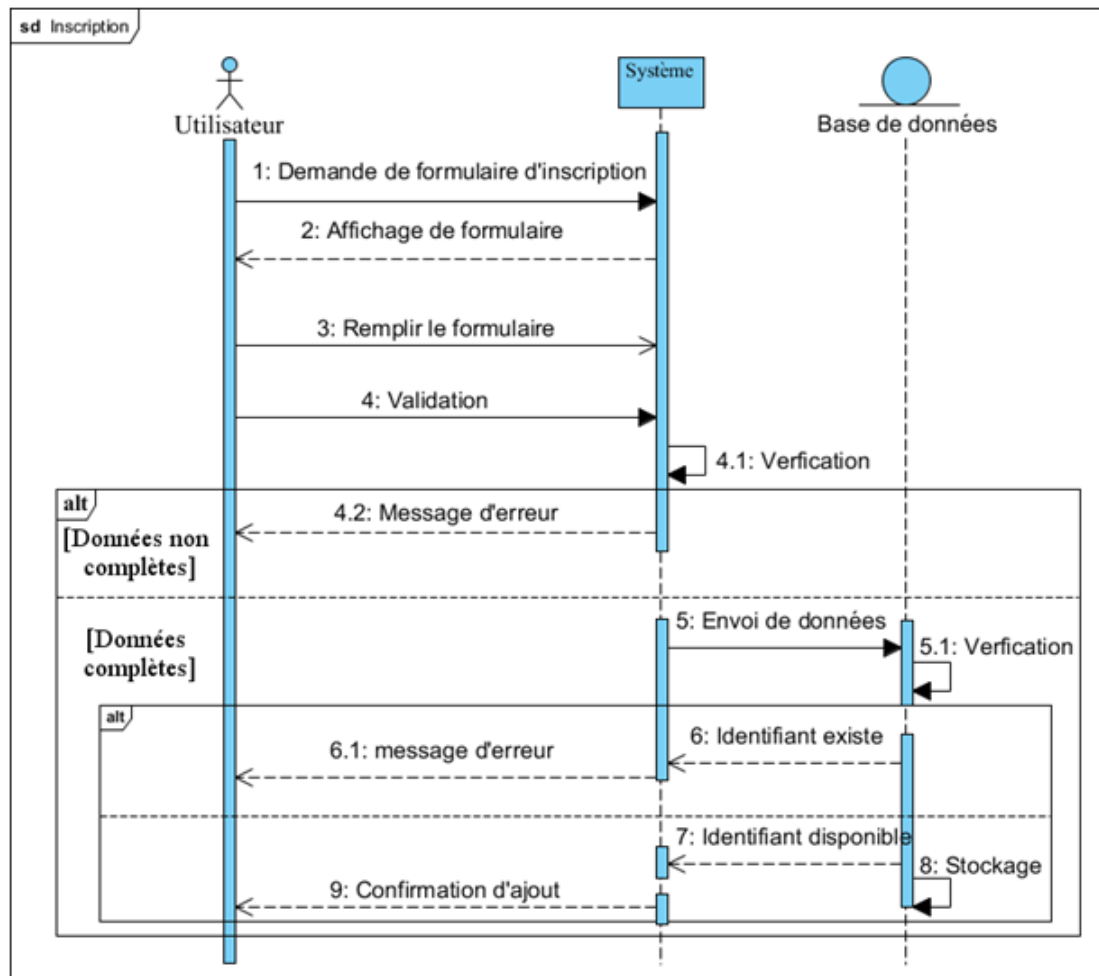 sd Inscription
Utilisateur
Système
Base de données
1: Demande de formulaire d'inscription
2: Affichage de formulaire
3: Remplir le formulaire
4: Validation
4.1: Verfication
alt
4.2: Message d'erreur
[Données non
complètes]
5: Envoi de données
[Données
complètes]
5.1: Verfication
alt
6: Identifiant existe
6.1: message d'erreur
7: Identifiant disponible
8: Stockage
9: Confirmation d'ajout